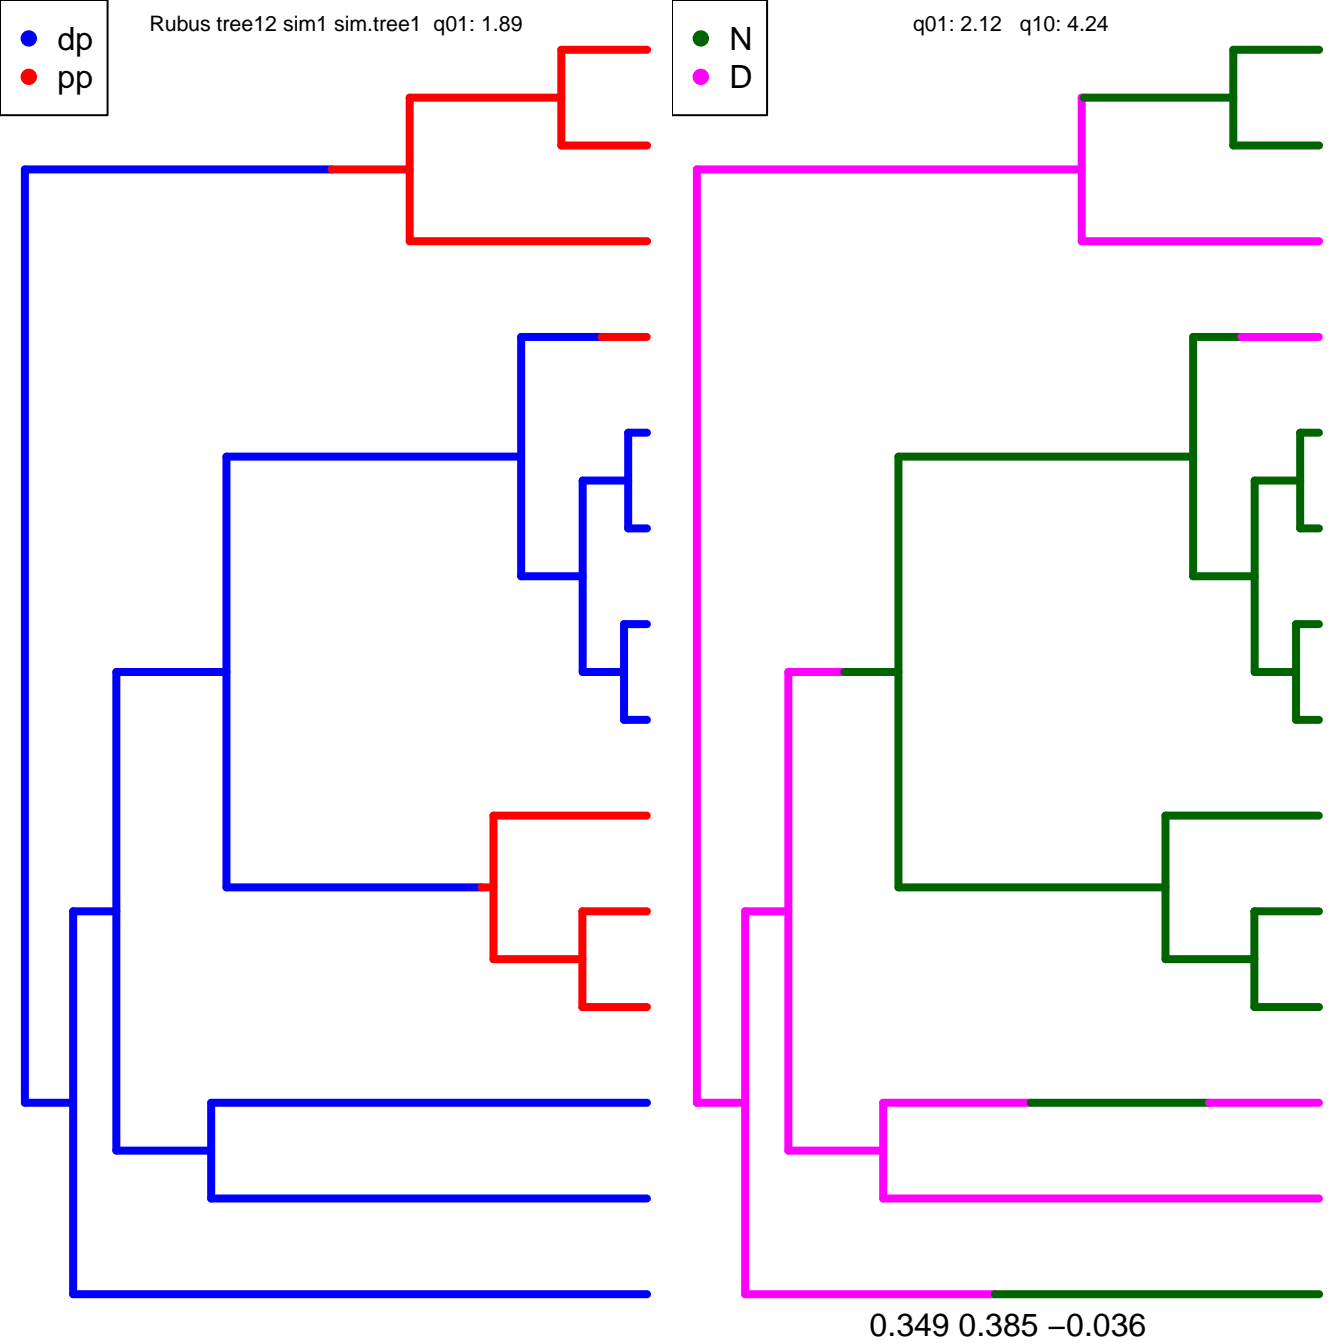 dp
pp
Rubus tree12 sim1 sim.tree1 q01: 1.89
N
D
q01: 2.12 q10: 4.24
0.349 0.385 −0.036